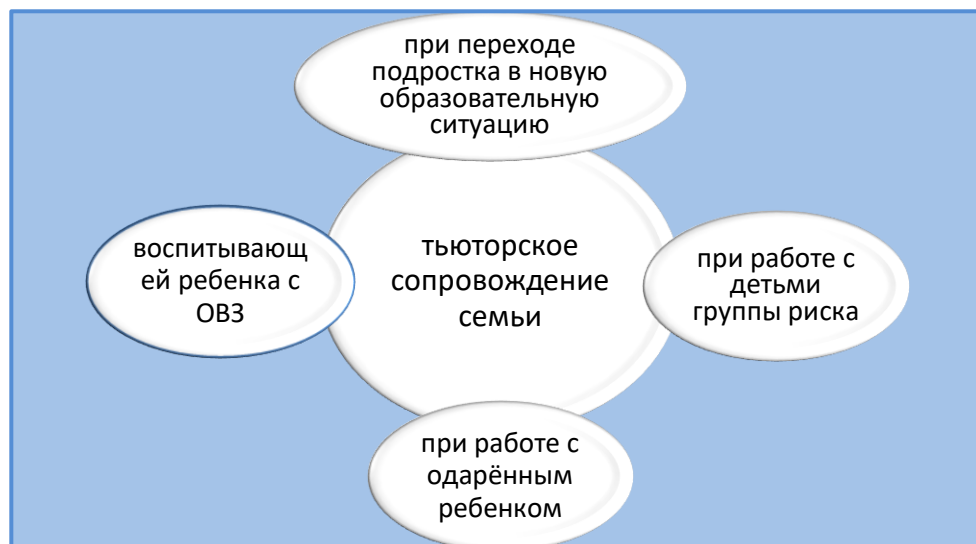 при переходе
подростка в новую
образовательную
ситуацию
воспитывающ
ей ребенка с
ОВЗ
тьюторское
сопровождение
семьи
при работе с
детьми
группы риска
при работе с
одарённым
ребенком